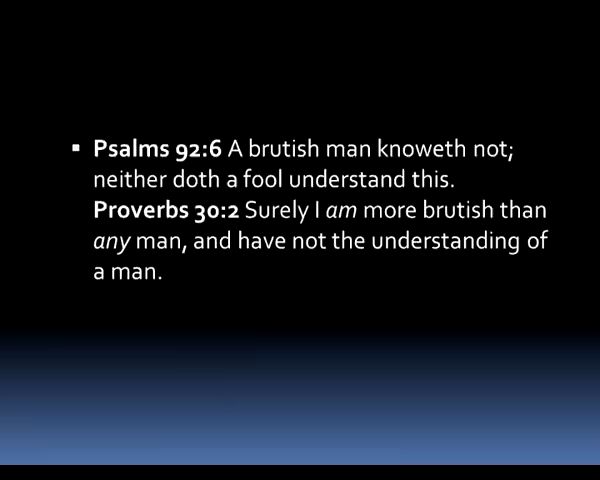 ▪ Psalms 92:6 A brutish man knoweth not;
neither doth a fool understand this.
Proverbs 30:2 Surely I am more brutish than
any man, and have not the understanding of
a man.